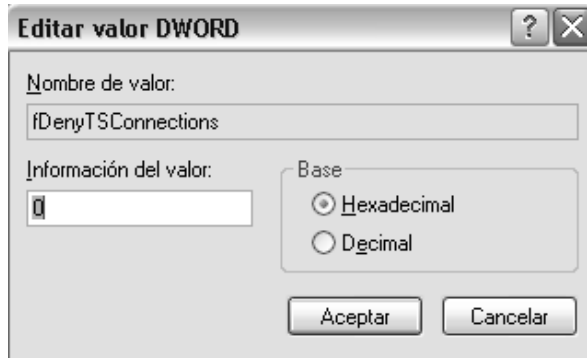 Editar valor DWORD
Nombre de valor:
fDenyTSConnections
Información del valor:
0
Base
Hexadecimal
Decimal
Aceptar
Cancelar